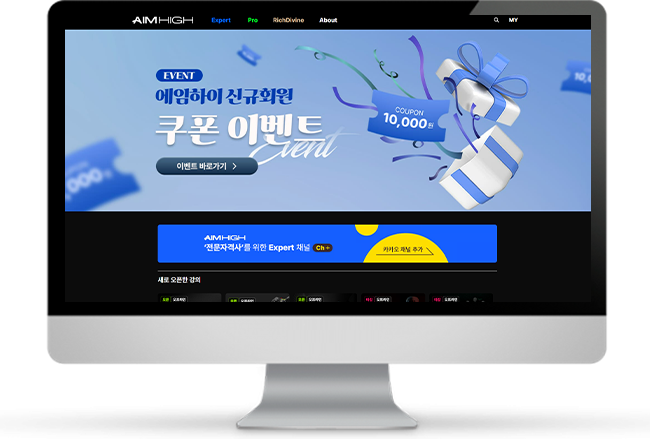 AIMHIGH Expert Pro RichDivine About MY
EVENT
에임하이 신규회원
쿠폰 이벤트
Event
이벤트 바로가기 >
COUPON
10,000원
COUPON
AIMHIGH
'전문자격사'를 위한 Expert 채널 Ch+
카카오 채널 추가
새로 오픈한 강의